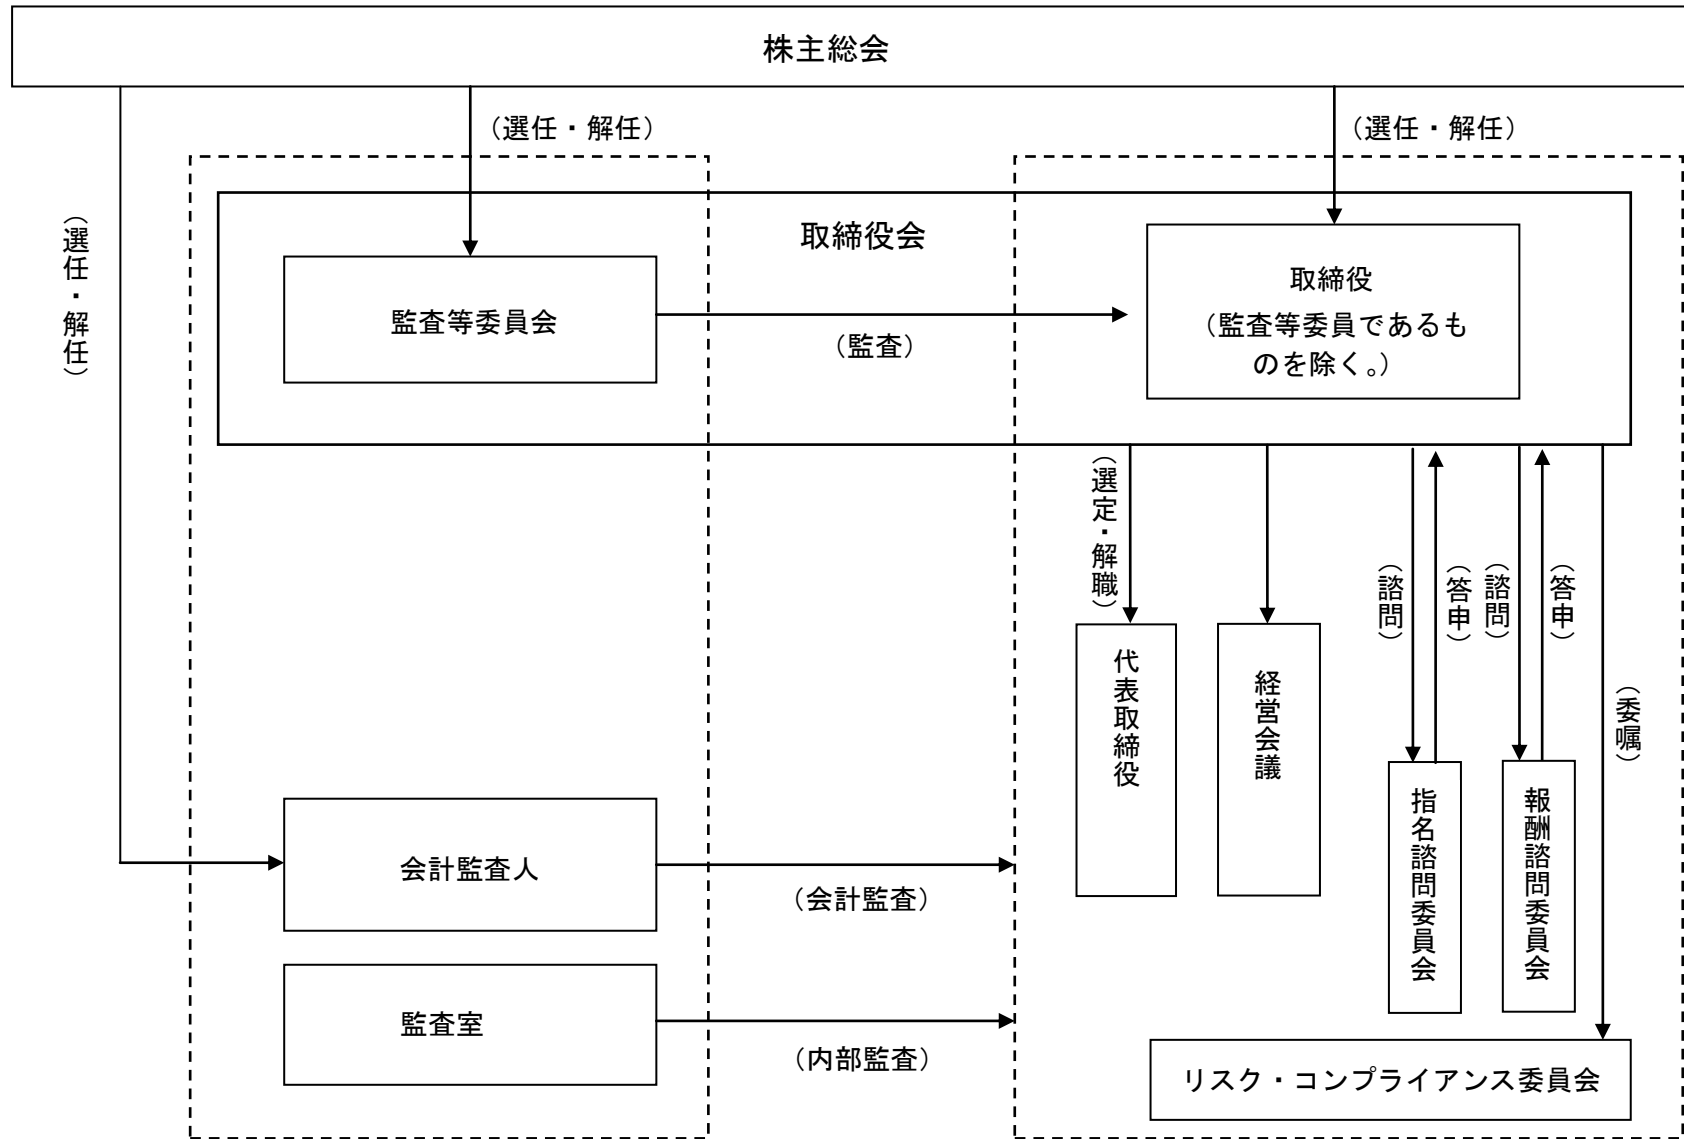 株主総会
（選任・解任）
（選任・解任）
（選任・解任）
取締役会
監査等委員会
（監査）
取締役
（監査等委員であるも
のを除く。）
（選定・解職）
（諮問）
（答申）
（諮問）
（答申）
（委嘱）
代表取締役
経営会議
指名諮問委員会
報酬諮問委員会
会計監査人
（会計監査）
監査室
（内部監査）
リスク・コンプライアンス委員会